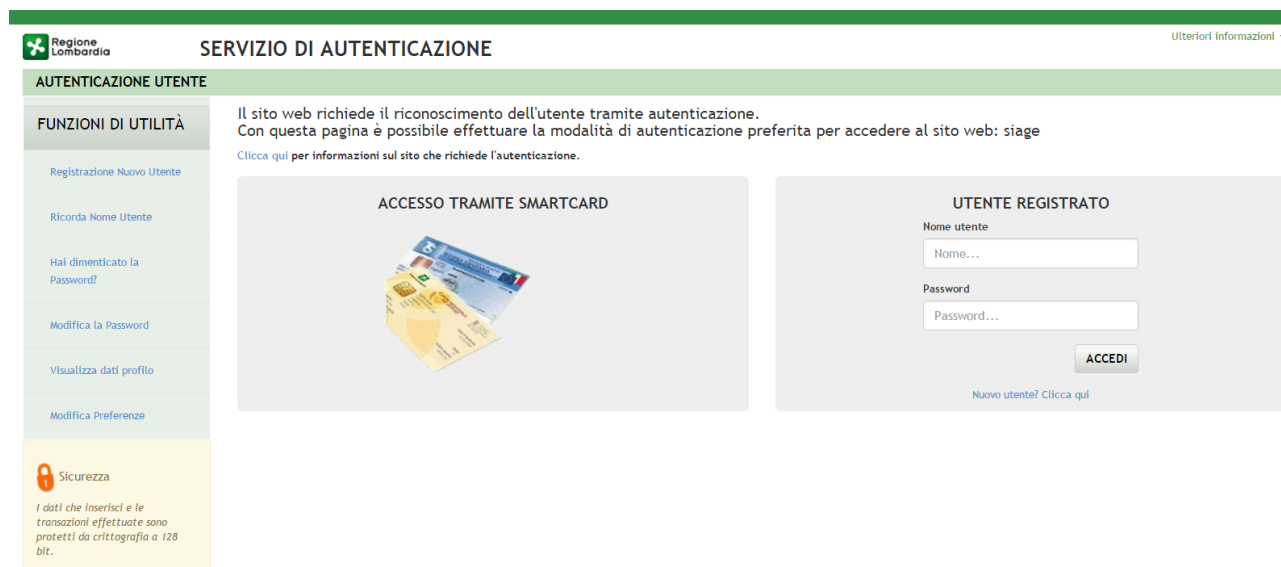 Regione
Lombardia
SERVIZIO DI AUTENTICAZIONE
Ulteriori informazioni
AUTENTICAZIONE UTENTE
FUNZIONI DI UTILITÀ
Registrazione Nuovo Utente
Ricorda Nome Utente
Hai dimenticato la
Password?
Modifica la Password
Visualizza dati profilo
Modifica Preferenze
Sicurezza
I dati che inserisci e le
transazioni effettuate sono
protetti da crittografia a 128
bit.
Il sito web richiede il riconoscimento dell'utente tramite autenticazione.
Con questa pagina è possibile effettuare la modalità di autenticazione preferita per accedere al sito web: siage
Clicca qui per informazioni sul sito che richiede l'autenticazione.
ACCESSO TRAMITE SMARTCARD
UTENTE REGISTRATO
Nome utente
Nome...
Password
Password...
ACCEDI
Nuovo utente? Clicca qui